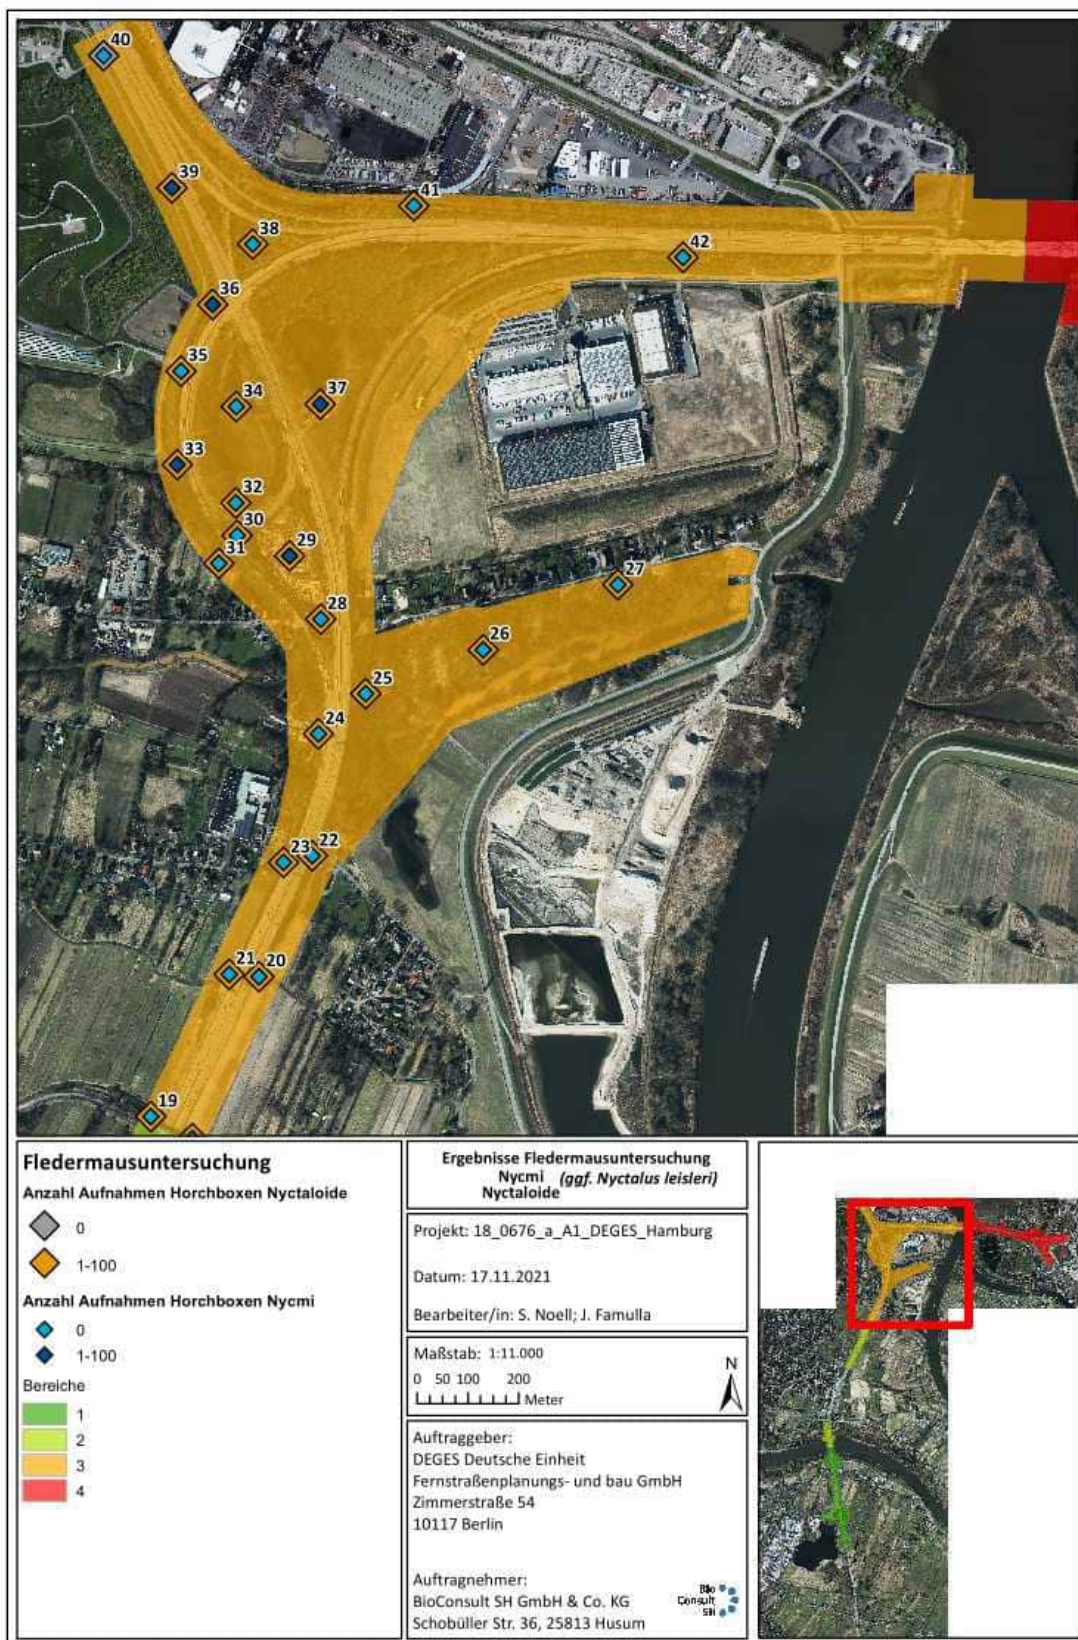 40
39
41
38
42
36
35
34
37
33
32
30
31
29
28
27
26
25
24
23
22
21
20
19
Fledermausuntersuchung
Anzahl Aufnahmen Horchboxen Nyctaloide
0
1-100
Anzahl Aufnahmen Horchboxen Nycmi
0
1-100
Bereiche
1
2
3
4
Ergebnisse Fledermausuntersuchung
Nycmi (ggf. Nyctalus leisleri)
Nyctaloide
Projekt: 18_0676_a_A1_DEGES_Hamburg
Datum: 17.11.2021
Bearbeiter/in: S. Noell; J. Famulla
Maßstab: 1:11.000
0 50 100 200
Meter
N
Auftraggeber:
DEGES Deutsche Einheit
Fernstraßenplanungs- und bau GmbH
Zimmerstraße 54
10117 Berlin
Auftragnehmer:
BioConsult SH GmbH & Co. KG
Schobüller Str. 36, 25813 Husum
Bio
Consult
SH